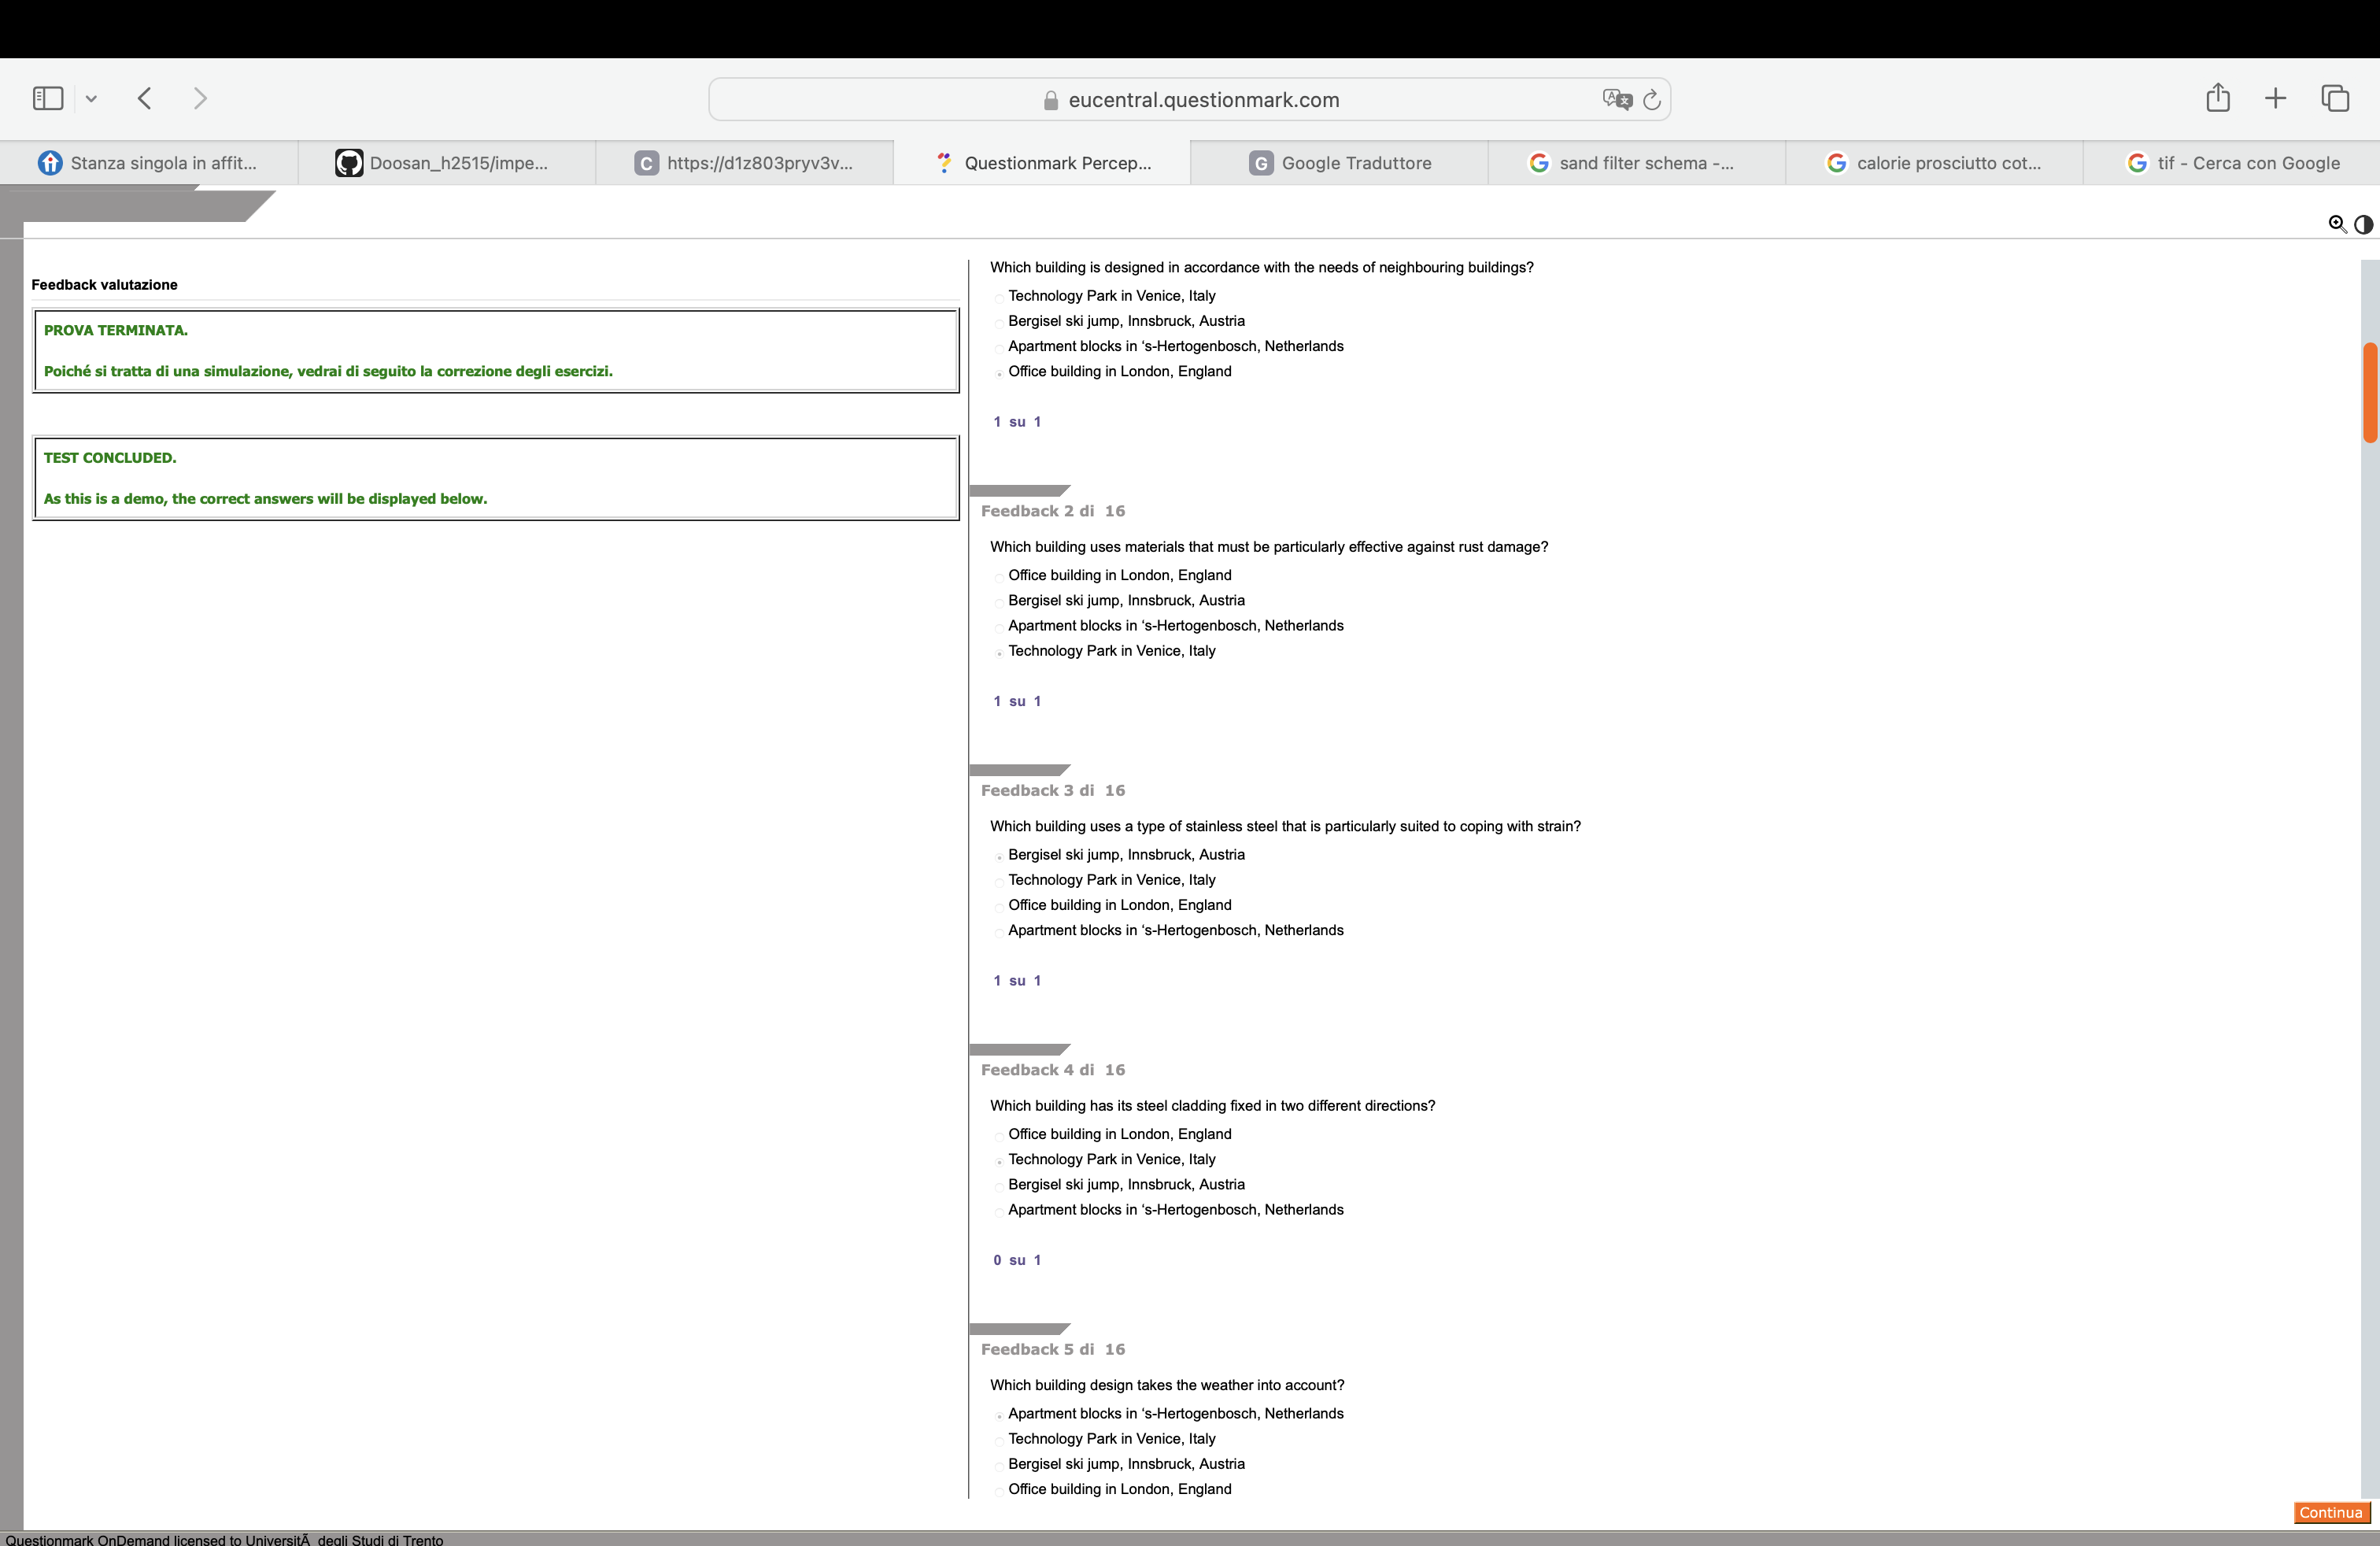 eucentral.questionmark.com
Stanza singola in affit...
Doosan_h2515/impe...
C https://d1z803pryv3v...
Questionmark Percep...
G Google Traduttore
sand filter schema -...
calorie prosciutto cot...
tif - Cerca con Google
Feedback valutazione
PROVA TERMINATA.
Poiché si tratta di una simulazione, vedrai di seguito la correzione degli esercizi.
TEST CONCLUDED.
As this is a demo, the correct answers will be displayed below.
Which building is designed in accordance with the needs of neighbouring buildings?
Technology Park in Venice, Italy
Bergisel ski jump, Innsbruck, Austria
Apartment blocks in ‘s-Hertogenbosch, Netherlands
Office building in London, England
1 su 1
Feedback 2 di 16
Which building uses materials that must be particularly effective against rust damage?
Office building in London, England
Bergisel ski jump, Innsbruck, Austria
Apartment blocks in ‘s-Hertogenbosch, Netherlands
Technology Park in Venice, Italy
1 su 1
Feedback 3 di 16
Which building uses a type of stainless steel that is particularly suited to coping with strain?
Bergisel ski jump, Innsbruck, Austria
Technology Park in Venice, Italy
Office building in London, England
Apartment blocks in ‘s-Hertogenbosch, Netherlands
1 su 1
Feedback 4 di 16
Which building has its steel cladding fixed in two different directions?
Office building in London, England
Technology Park in Venice, Italy
Bergisel ski jump, Innsbruck, Austria
Apartment blocks in ‘s-Hertogenbosch, Netherlands
0 su 1
Feedback 5 di 16
Which building design takes the weather into account?
Apartment blocks in ‘s-Hertogenbosch, Netherlands
Technology Park in Venice, Italy
Bergisel ski jump, Innsbruck, Austria
Office building in London, England
Continua
Questionmark OnDemand licensed to UniversitÃ degli Studi di Trento